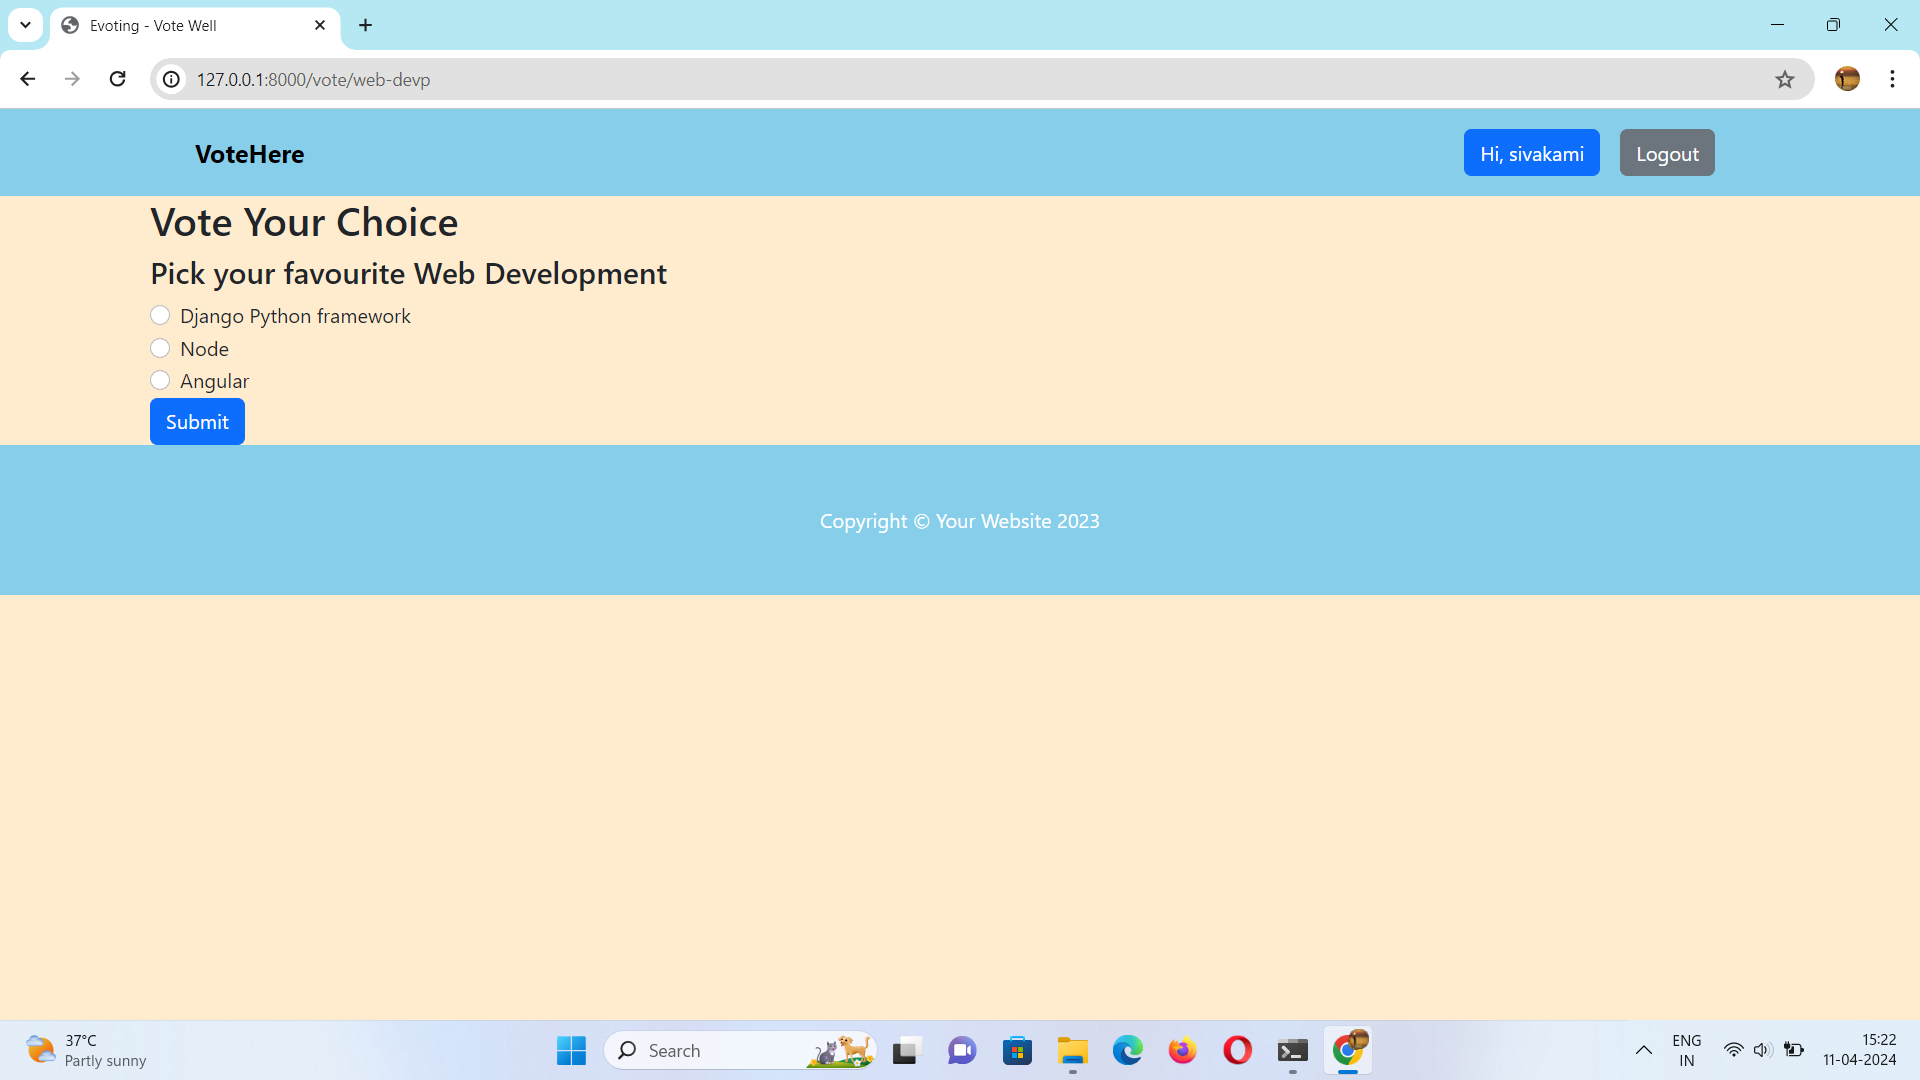 Evoting - Vote Well
127.0.0.1:8000/vote/web-devp
VoteHere
Hi, sivakami
Logout
Vote Your Choice
Pick your favourite Web Development
Django Python framework
Node
Angular
Submit
Copyright © Your Website 2023
37°C
Partly sunny
Search
ENG
IN
15:22
11-04-2024